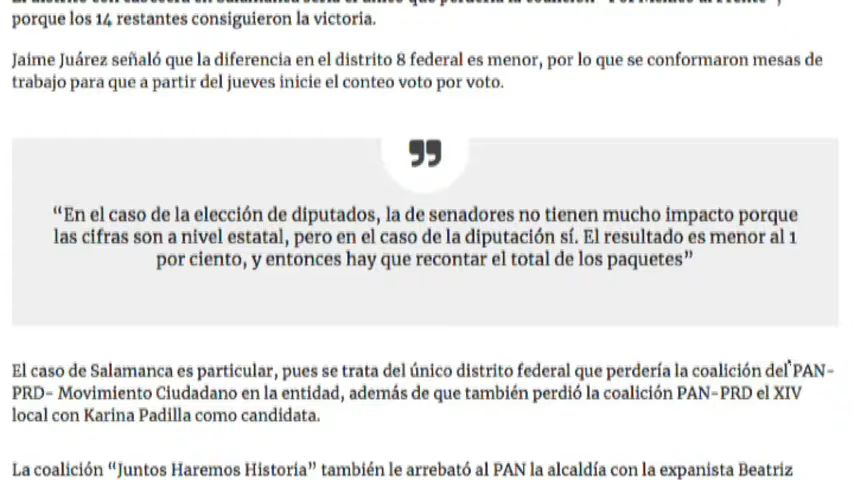 porque los 14 restantes consiguieron la victoria.
Jaime Juárez señaló que la diferencia en el distrito 8 federal es menor, por lo que se conformaron mesas de
trabajo para que a partir del jueves inicie el conteo voto por voto.
”
“En el caso de la elección de diputados, la de senadores no tienen mucho impacto porque
las cifras son a nivel estatal, pero en el caso de la diputación sí. El resultado es menor al 1
por ciento, y entonces hay que recontar el total de los paquetes”
El caso de Salamanca es particular, pues se trata del único distrito federal que perdería la coalición del PAN-
PRD- Movimiento Ciudadano en la entidad, además de que también perdió la coalición PAN-PRD el XIV
local con Karina Padilla como candidata.
La coalición “Juntos Haremos Historia” también le arrebató al PAN la alcaldía con la expanista Beatriz